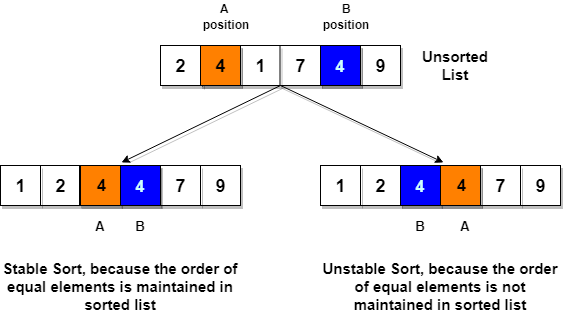 A
position
B
position
2 4 1 7 4 9
Unsorted
List
1 2 4 4 7 9
A B
1 2 4 4 7 9
B A
Stable Sort, because the order of
equal elements is maintained in
sorted list
Unstable Sort, because the order
of equal elements is not
maintained in sorted list